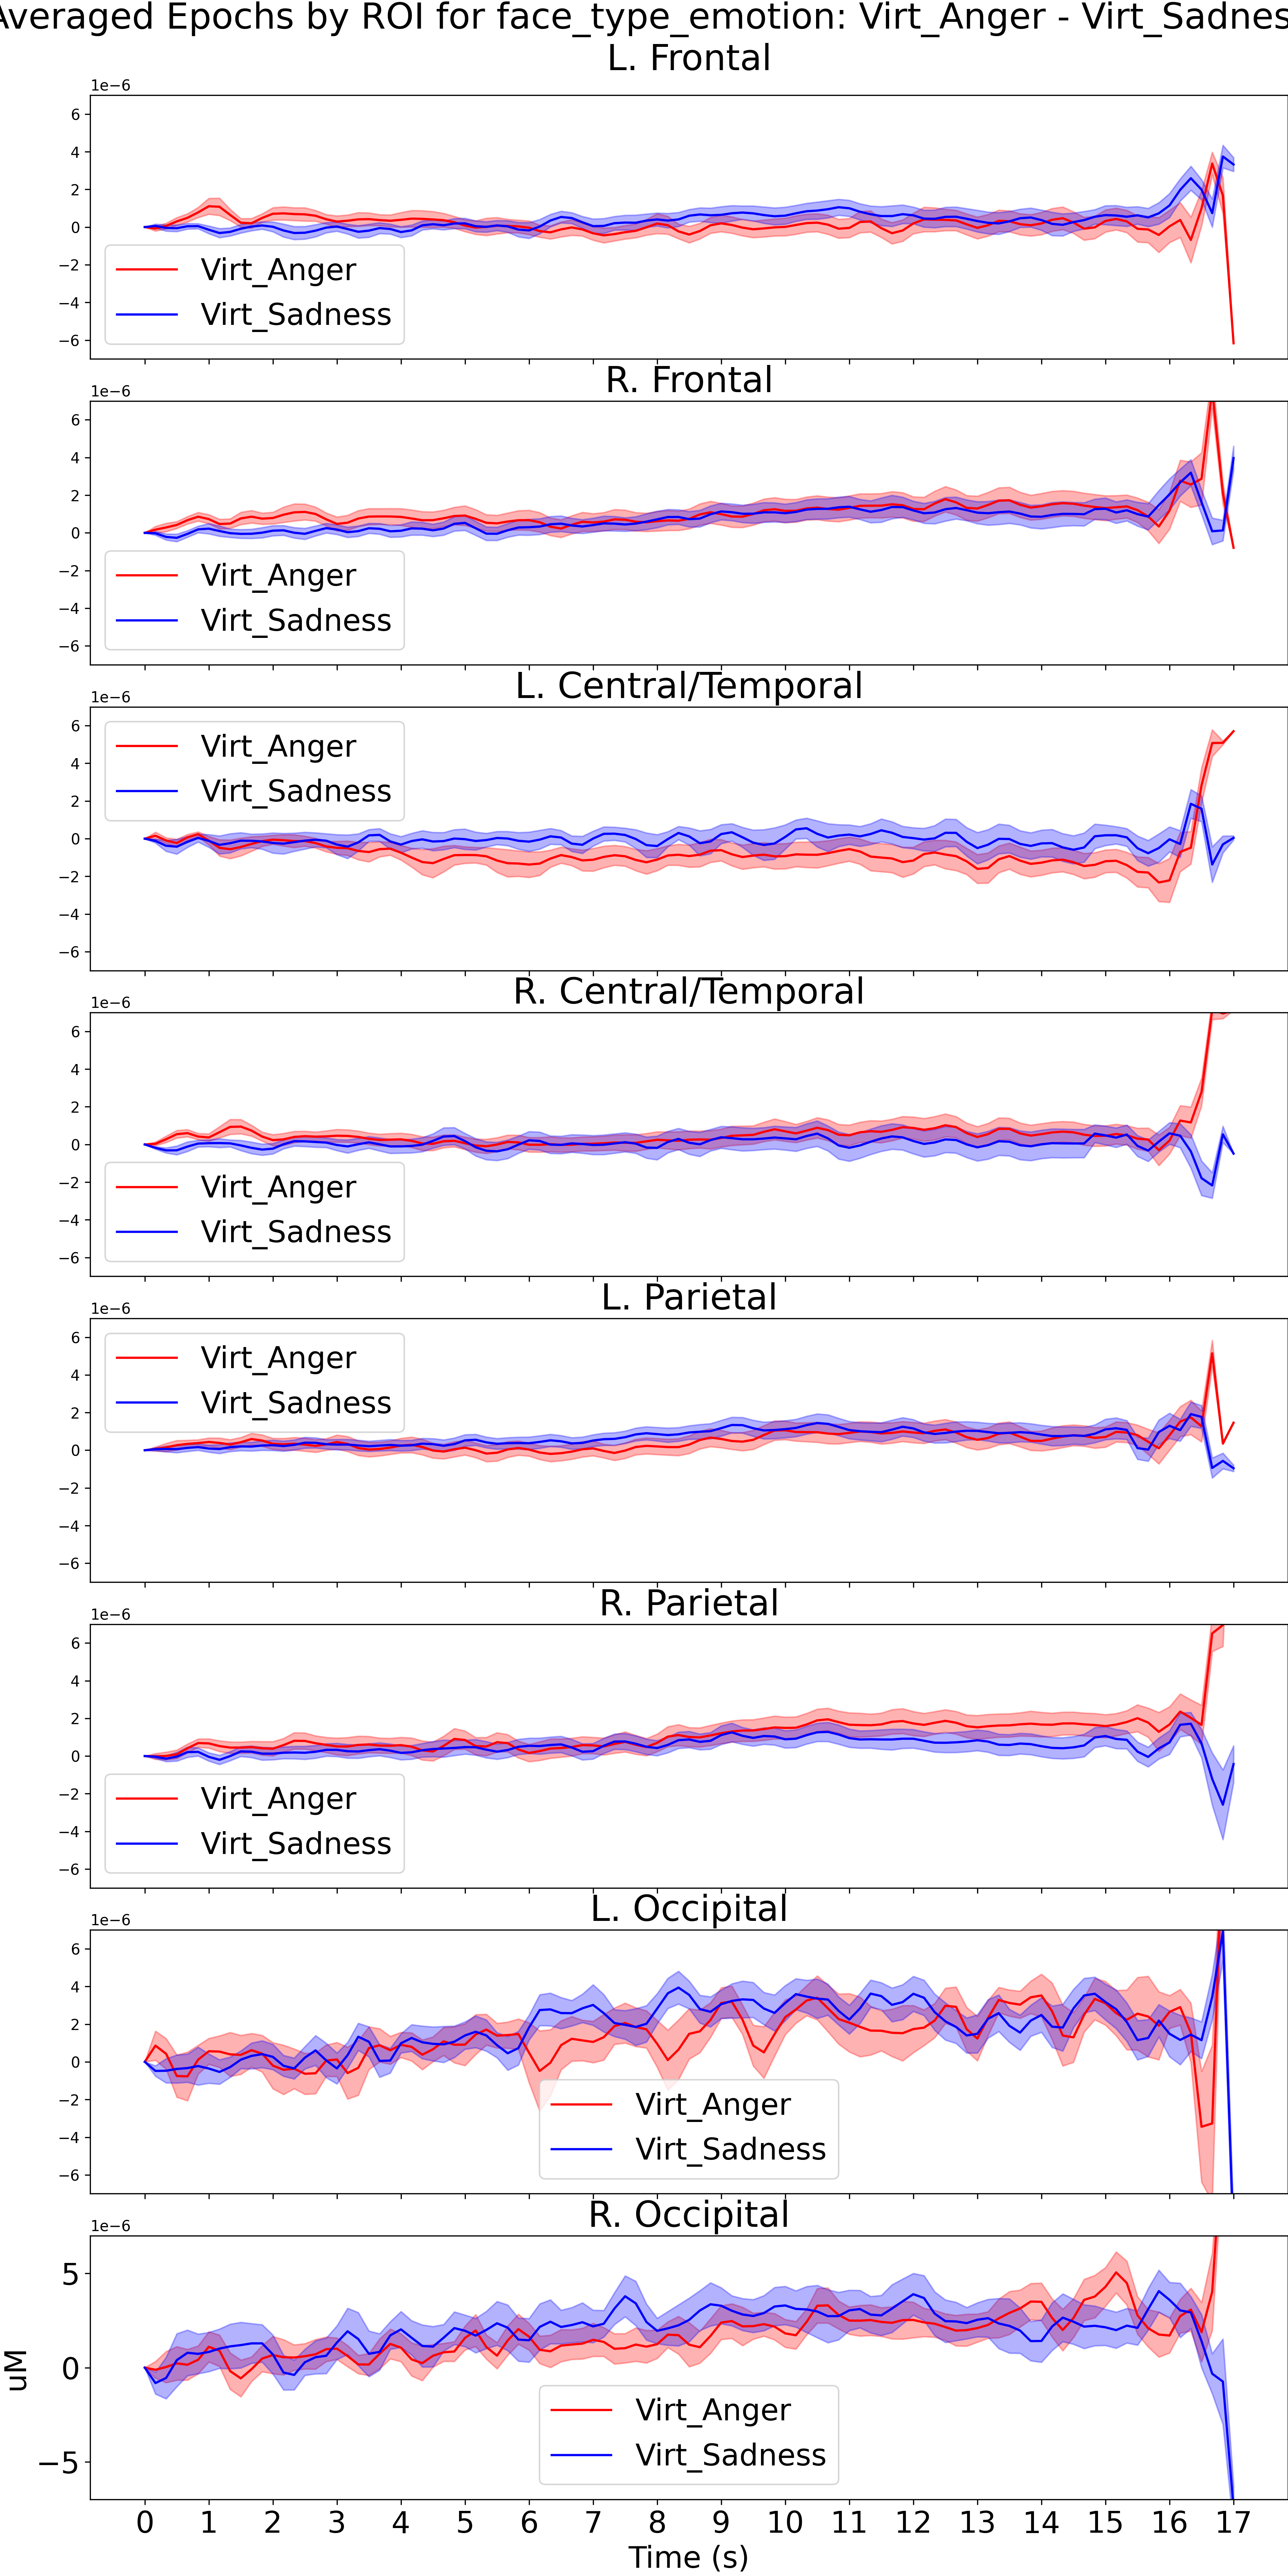 Averaged Epochs by ROI for face_type_emotion: Virt_Anger - Virt_Sadnes
L. Frontal
1e−6
6
4
2
0
−2
−4
−6
Virt_Anger
Virt_Sadness
R. Frontal
1e−6
6
4
2
0
−2
−4
−6
Virt_Anger
Virt_Sadness
L. Central/Temporal
1e−6
6
4
2
0
−2
−4
−6
Virt_Anger
Virt_Sadness
R. Central/Temporal
1e−6
6
4
2
0
−2
−4
−6
Virt_Anger
Virt_Sadness
L. Parietal
1e−6
6
4
2
0
−2
−4
−6
Virt_Anger
Virt_Sadness
R. Parietal
1e−6
6
4
2
0
−2
−4
−6
Virt_Anger
Virt_Sadness
L. Occipital
1e−6
6
4
2
0
−2
−4
−6
Virt_Anger
Virt_Sadness
R. Occipital
1e−6
5
0
−5
uM
Virt_Anger
Virt_Sadness
0 1 2 3 4 5 6 7 8 9 10 11 12 13 14 15 16 17
Time (s)